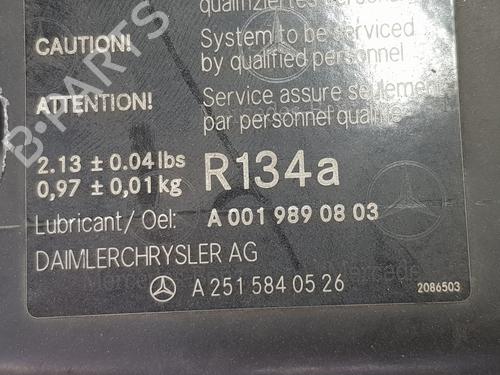 qualifiziertes personal
CAUTION!
System to be serviced
by qualified personnel
ATTENTION!
Service assure seulement
par personnel qualifié
2.13 ± 0.04 lbs
0,97 ± 0,01 kg
R134a
Lubricant/Oel:
A 001 989 08 03
DAIMLERCHRYSLER AG
A 251 584 05 26
2086503
B-PARTS